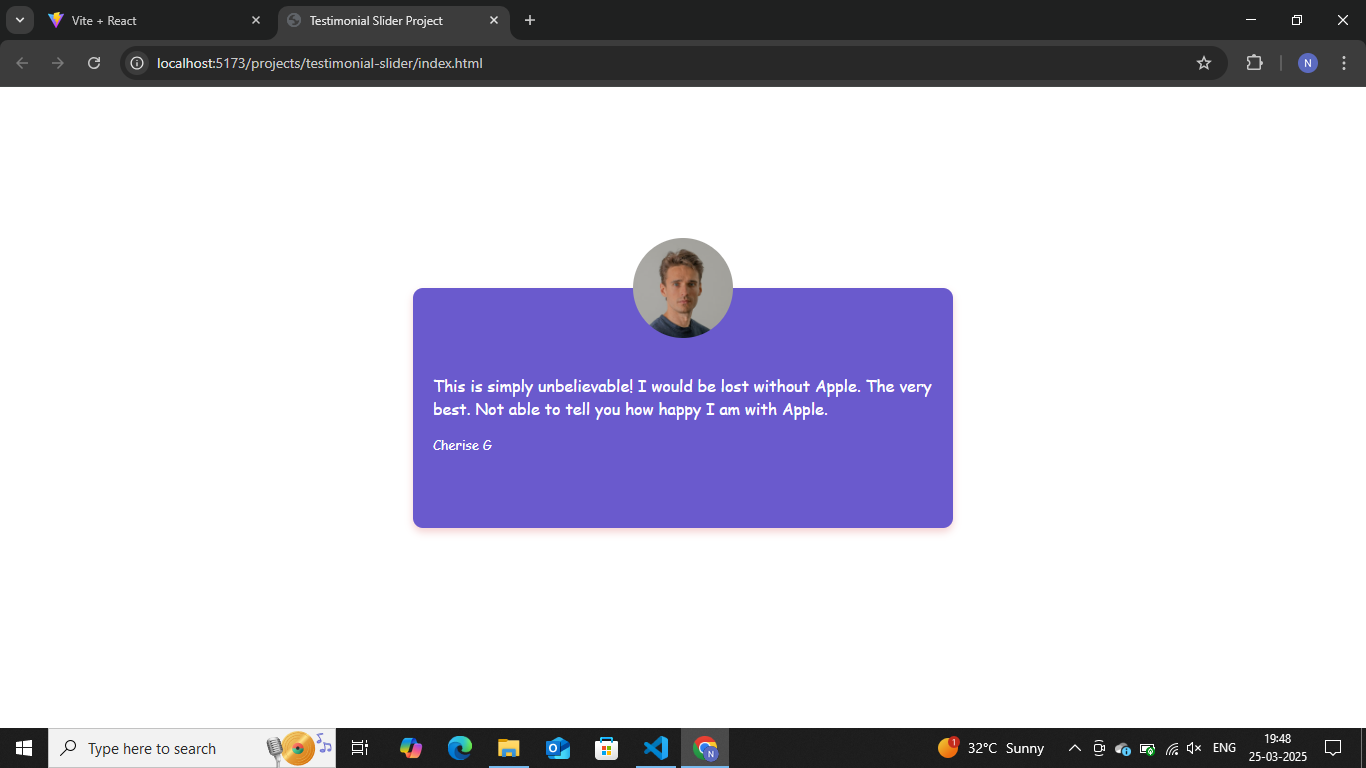 Vite + React
Testimonial Slider Project
localhost:5173/projects/testimonial-slider/index.html
N
This is simply unbelievable! I would be lost without Apple. The very
best. Not able to tell you how happy I am with Apple.
Cherise G
Type here to search
N
1
32°C Sunny
ENG
19:48
25-03-2025